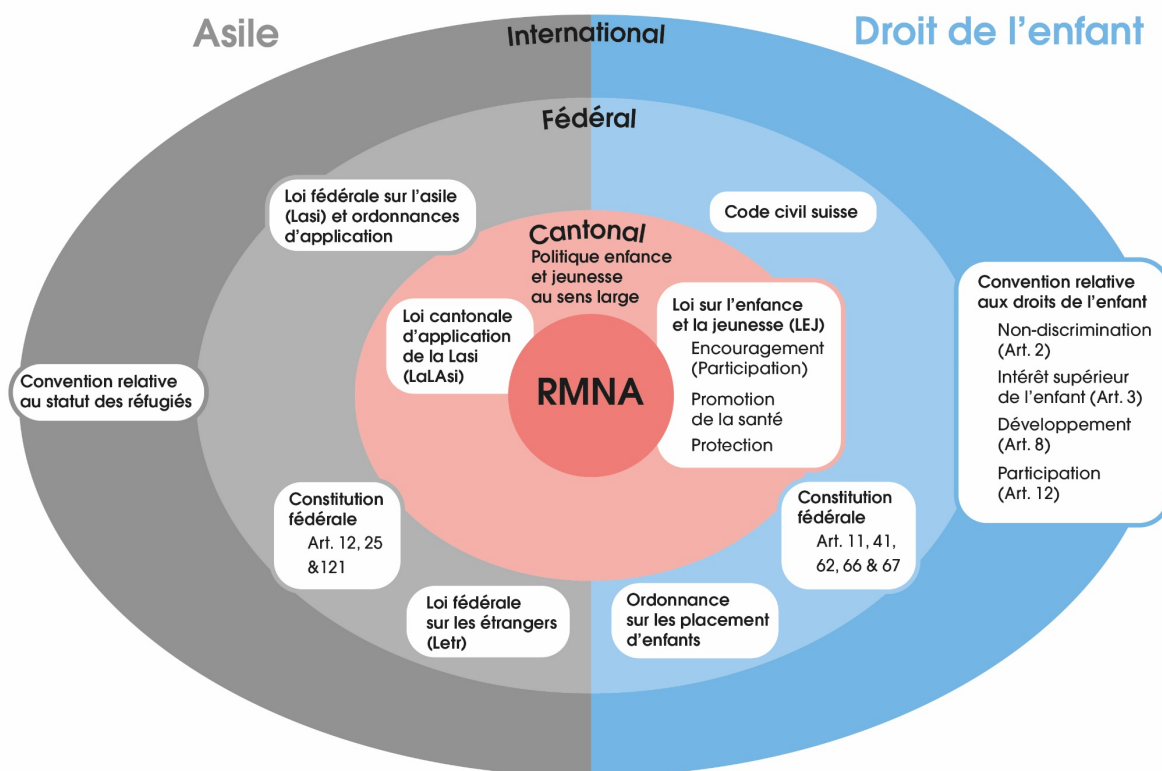 Asile
International
Droit de l'enfant
Fédéral
Loi fédérale sur l'asile
(Lasi) et ordonnances
d'application
Code civil suisse
Cantonal
Politique enfance
et jeunesse
au sens large
Loi cantonale
d'application
de la Lasi
(LaLAsi)
Loi sur l'enfance
et la jeunesse (LEJ)
Encouragement
(Participation)
Promotion
de la santé
Protection
RMNA
Convention relative
au statut des réfugiés
Convention relative
aux droits de l'enfant
Non-discrimination
(Art. 2)
Intérêt supérieur
de l'enfant (Art. 3)
Développement
(Art. 8)
Participation
(Art. 12)
Constitution
fédérale
Art. 12, 25
&121
Constitution
fédérale
Art. 11, 41,
62, 66 & 67
Loi fédérale
sur les étrangers
(Letr)
Ordonnance
sur les placement
d'enfants